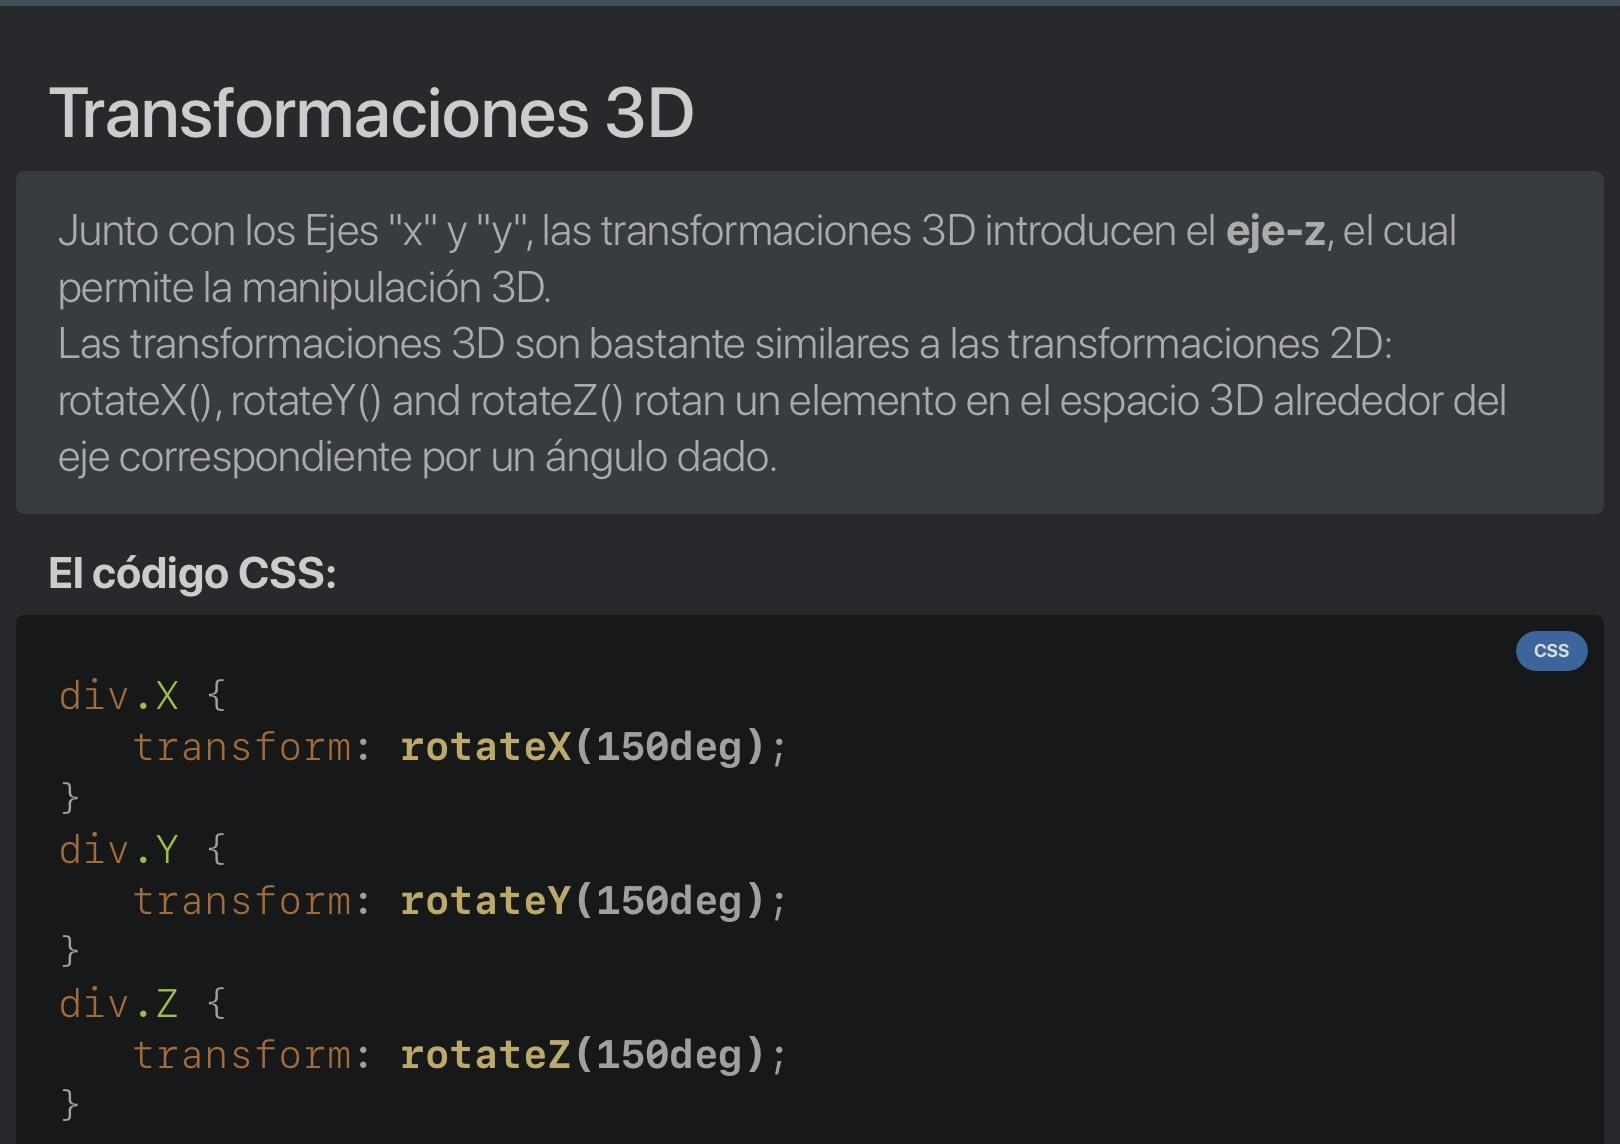 Transformaciones 3D
Junto con los Ejes "x" y "y", las transformaciones 3D introducen el eje-z, el cual
permite la manipulación 3D.
Las transformaciones 3D son bastante similares a las transformaciones 2D:
rotateX(), rotateY() and rotateZ() rotan un elemento en el espacio 3D alrededor del
eje correspondiente por un ángulo dado.
El código CSS:
CSS
div.X {
   transform: rotateX(150deg);
}
div.Y {
   transform: rotateY(150deg);
}
div.Z {
   transform: rotateZ(150deg);
}